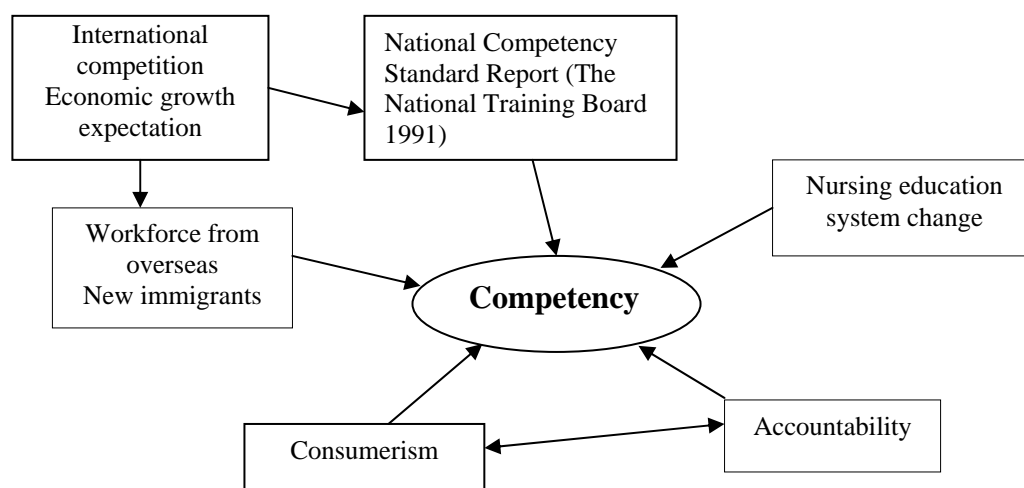 International
competition
Economic growth
expectation
National Competency
Standard Report (The
National Training Board
1991)
Nursing education
system change
Workforce from
overseas
New immigrants
Competency
Consumerism
Accountability